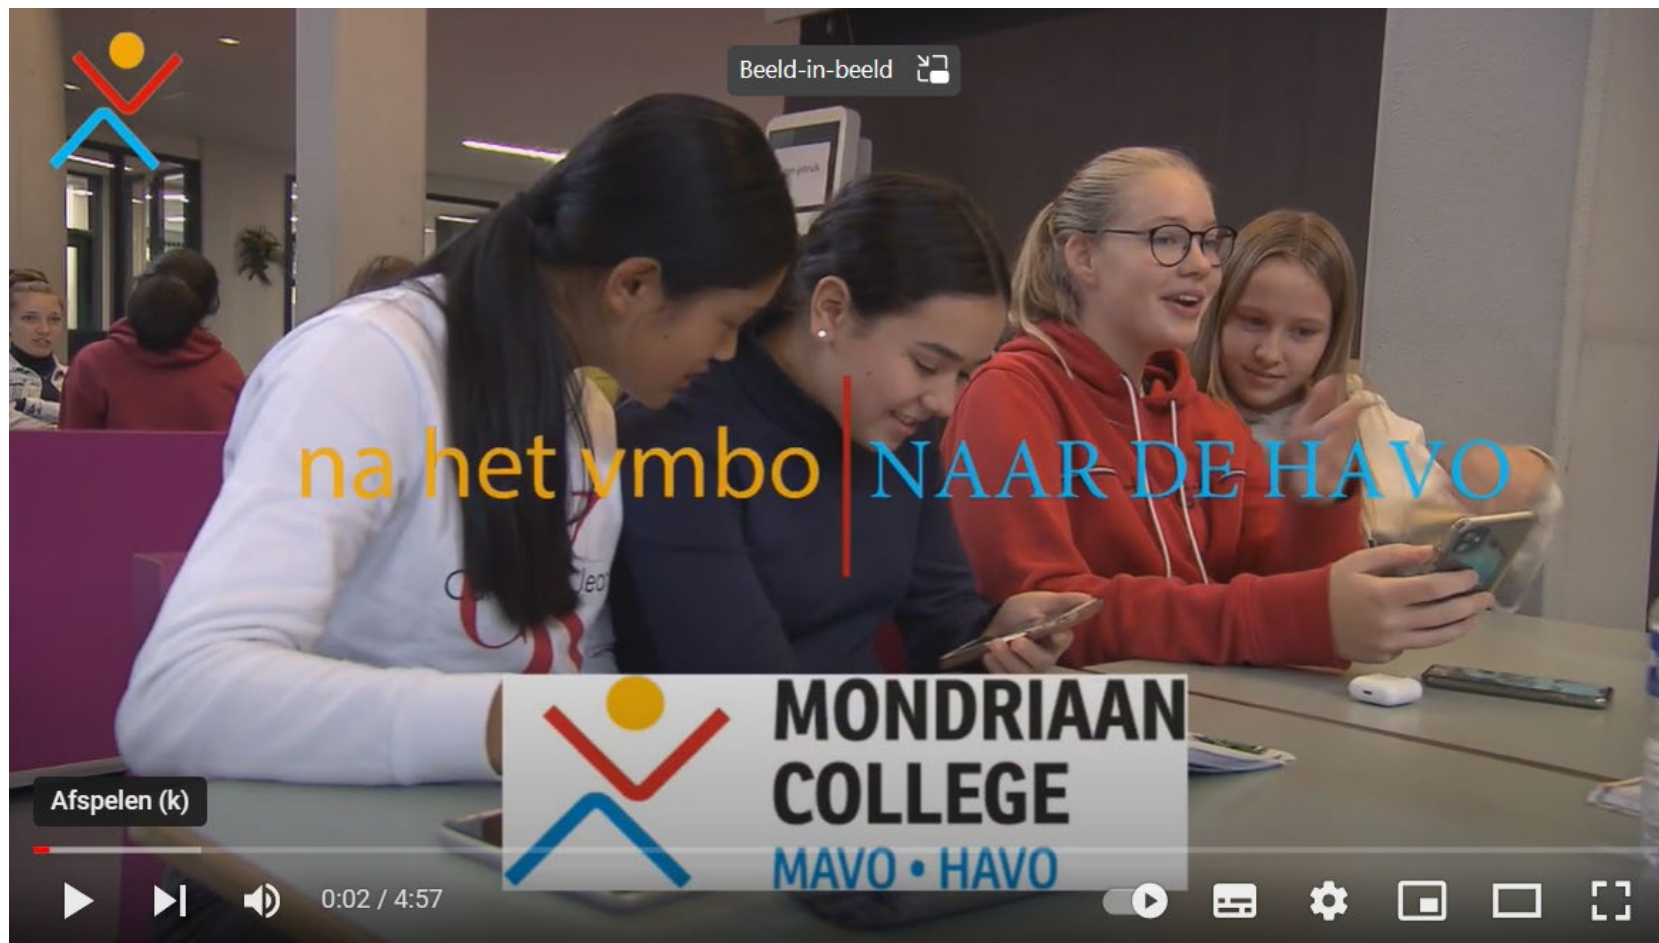 Beeld-in-beeld
na het vmbo NAAR DE HAVO
MONDRIAAN
COLLEGE
MAVO • HAVO
Afspelen (k)
0:02 / 4:57